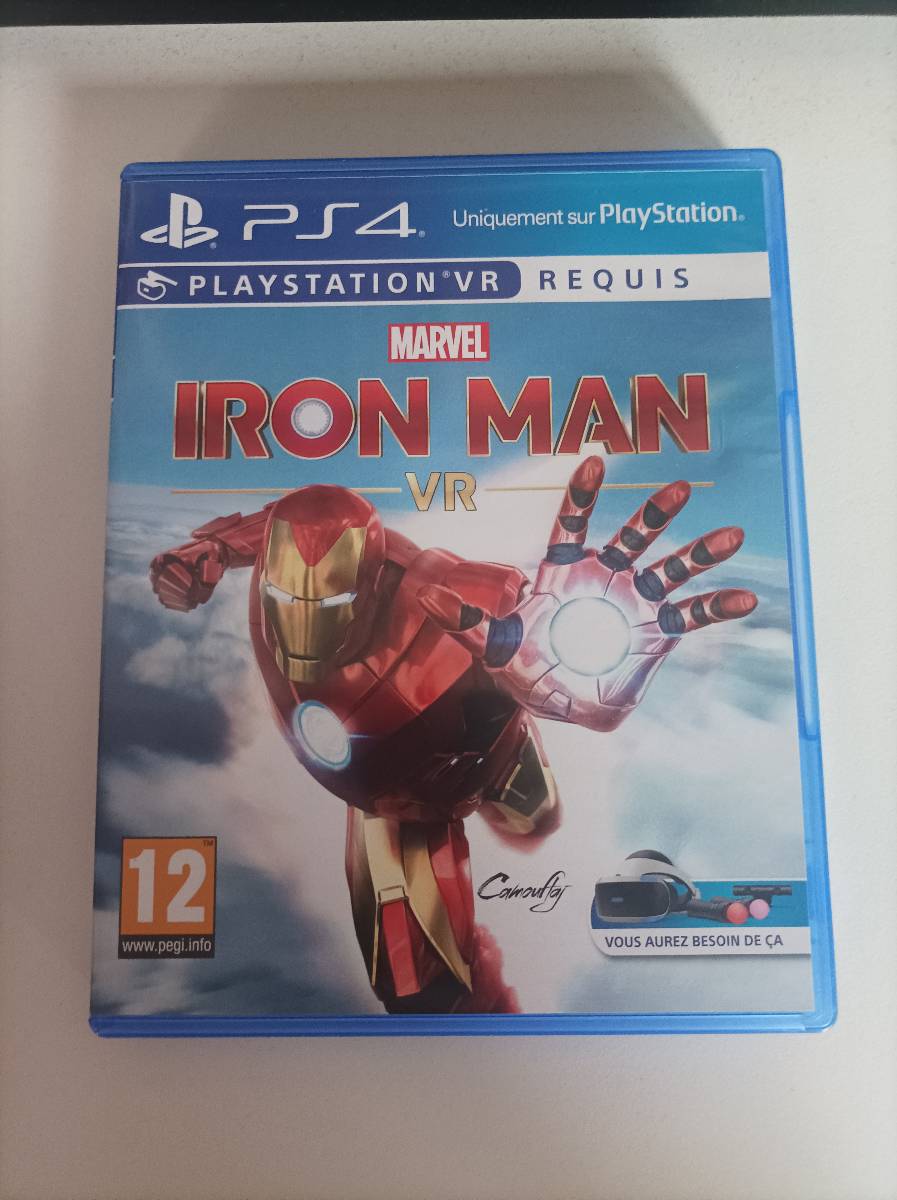 PS4 Uniquement sur PlayStation®
PLAYSTATION®VR REQUIS
MARVEL
IRON MAN
VR
Camouflaj
12™
www.pegi.info
VOUS AUREZ BESOIN DE ÇA